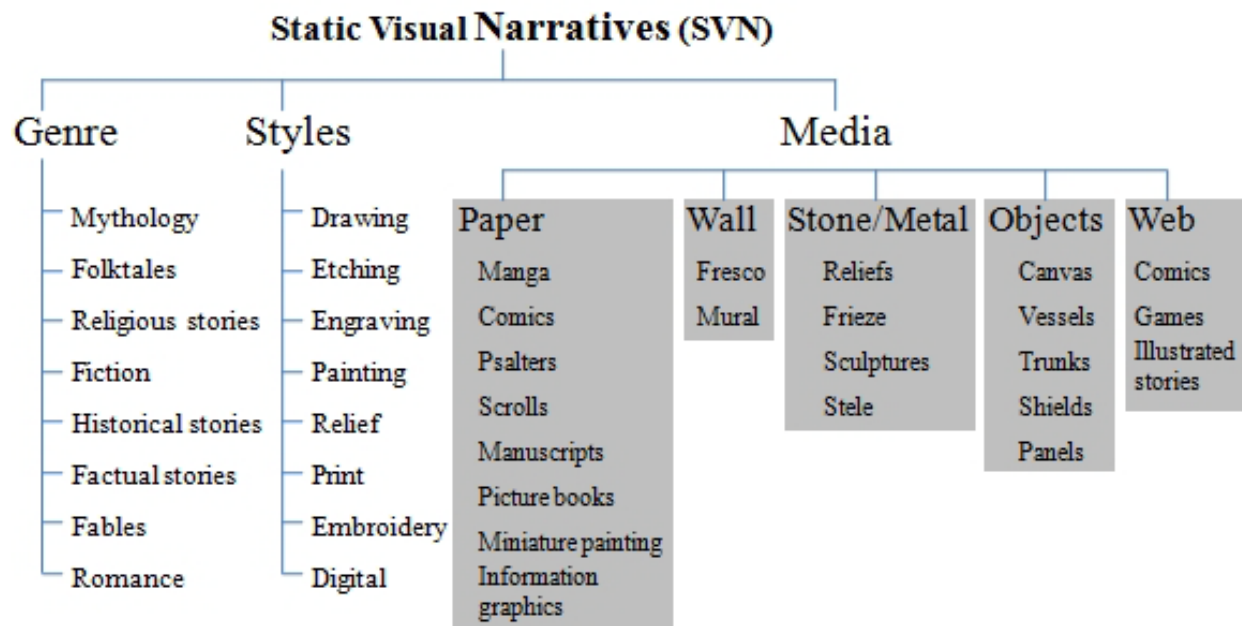 Static Visual Narratives (SVN)
Genre
Mythology
Folktales
Religious stories
Fiction
Historical stories
Factual stories
Fables
Romance
Styles
Drawing
Etching
Engraving
Painting
Relief
Print
Embroidery
Digital
Media
Paper
Manga
Comics
Psalters
Scrolls
Manuscripts
Picture books
Miniature painting
Information
graphics
Wall
Fresco
Mural
Stone/Metal
Reliefs
Frieze
Sculptures
Stele
Objects
Canvas
Vessels
Trunks
Shields
Panels
Web
Comics
Games
Illustrated
stories